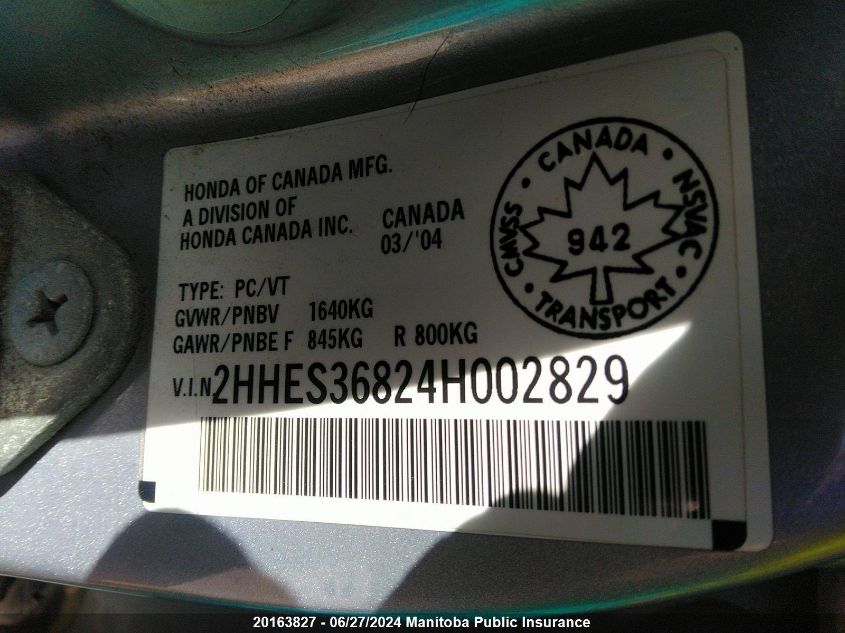 HONDA OF CANADA MFG.
A DIVISION OF
HONDA CANADA INC.
CANADA
03/'04
TYPE: PC/VT
GVWR/PNBV 1640KG
GAWR/PNBE F 845KG R 800KG
V.I.N 2HHES36824H002829
• CANADA •
CMVSS • NSVAC
942
• TRANSPORT •
20163827 - 06/27/2024 Manitoba Public Insurance